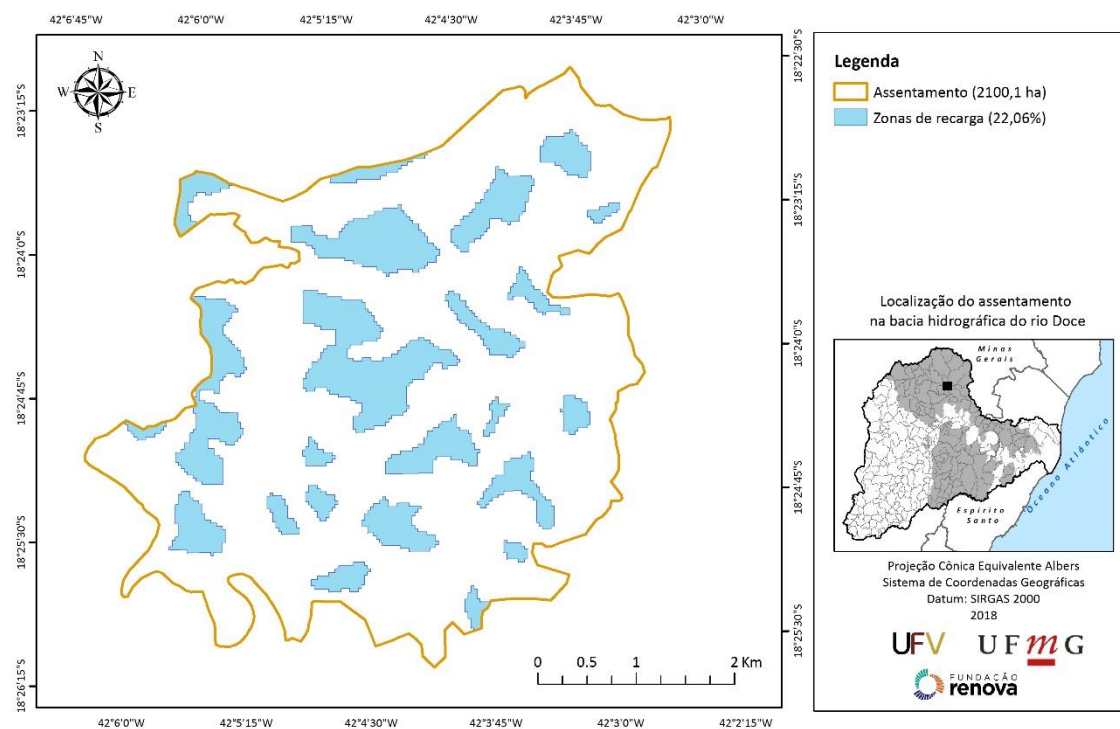 42°6'45"W 42°6'0"W 42°5'15"W 42°4'30"W 42°3'45"W 42°3'0"W
N
W E
S
18°23'15"S
18°24'0"S
18°24'45"S
18°25'30"S
18°26'15"S
18°22'30"S
18°23'15"S
18°24'0"S
18°24'45"S
18°25'30"S
0 0.5 1 2 Km
42°6'0"W 42°5'15"W 42°4'30"W 42°3'45"W 42°3'0"W 42°2'15"W
Legenda
Assentamento (2100,1 ha)
Zonas de recarga (22,06%)
Localização do assentamento
na bacia hidrográfica do rio Doce
Minas
Gerais
Oceano Atlântico
Espírito
Santo
Projeção Cônica Equivalente Albers
Sistema de Coordenadas Geográficas
Datum: SIRGAS 2000
2018
UFV UFmG
FUNDAÇÃO
renova